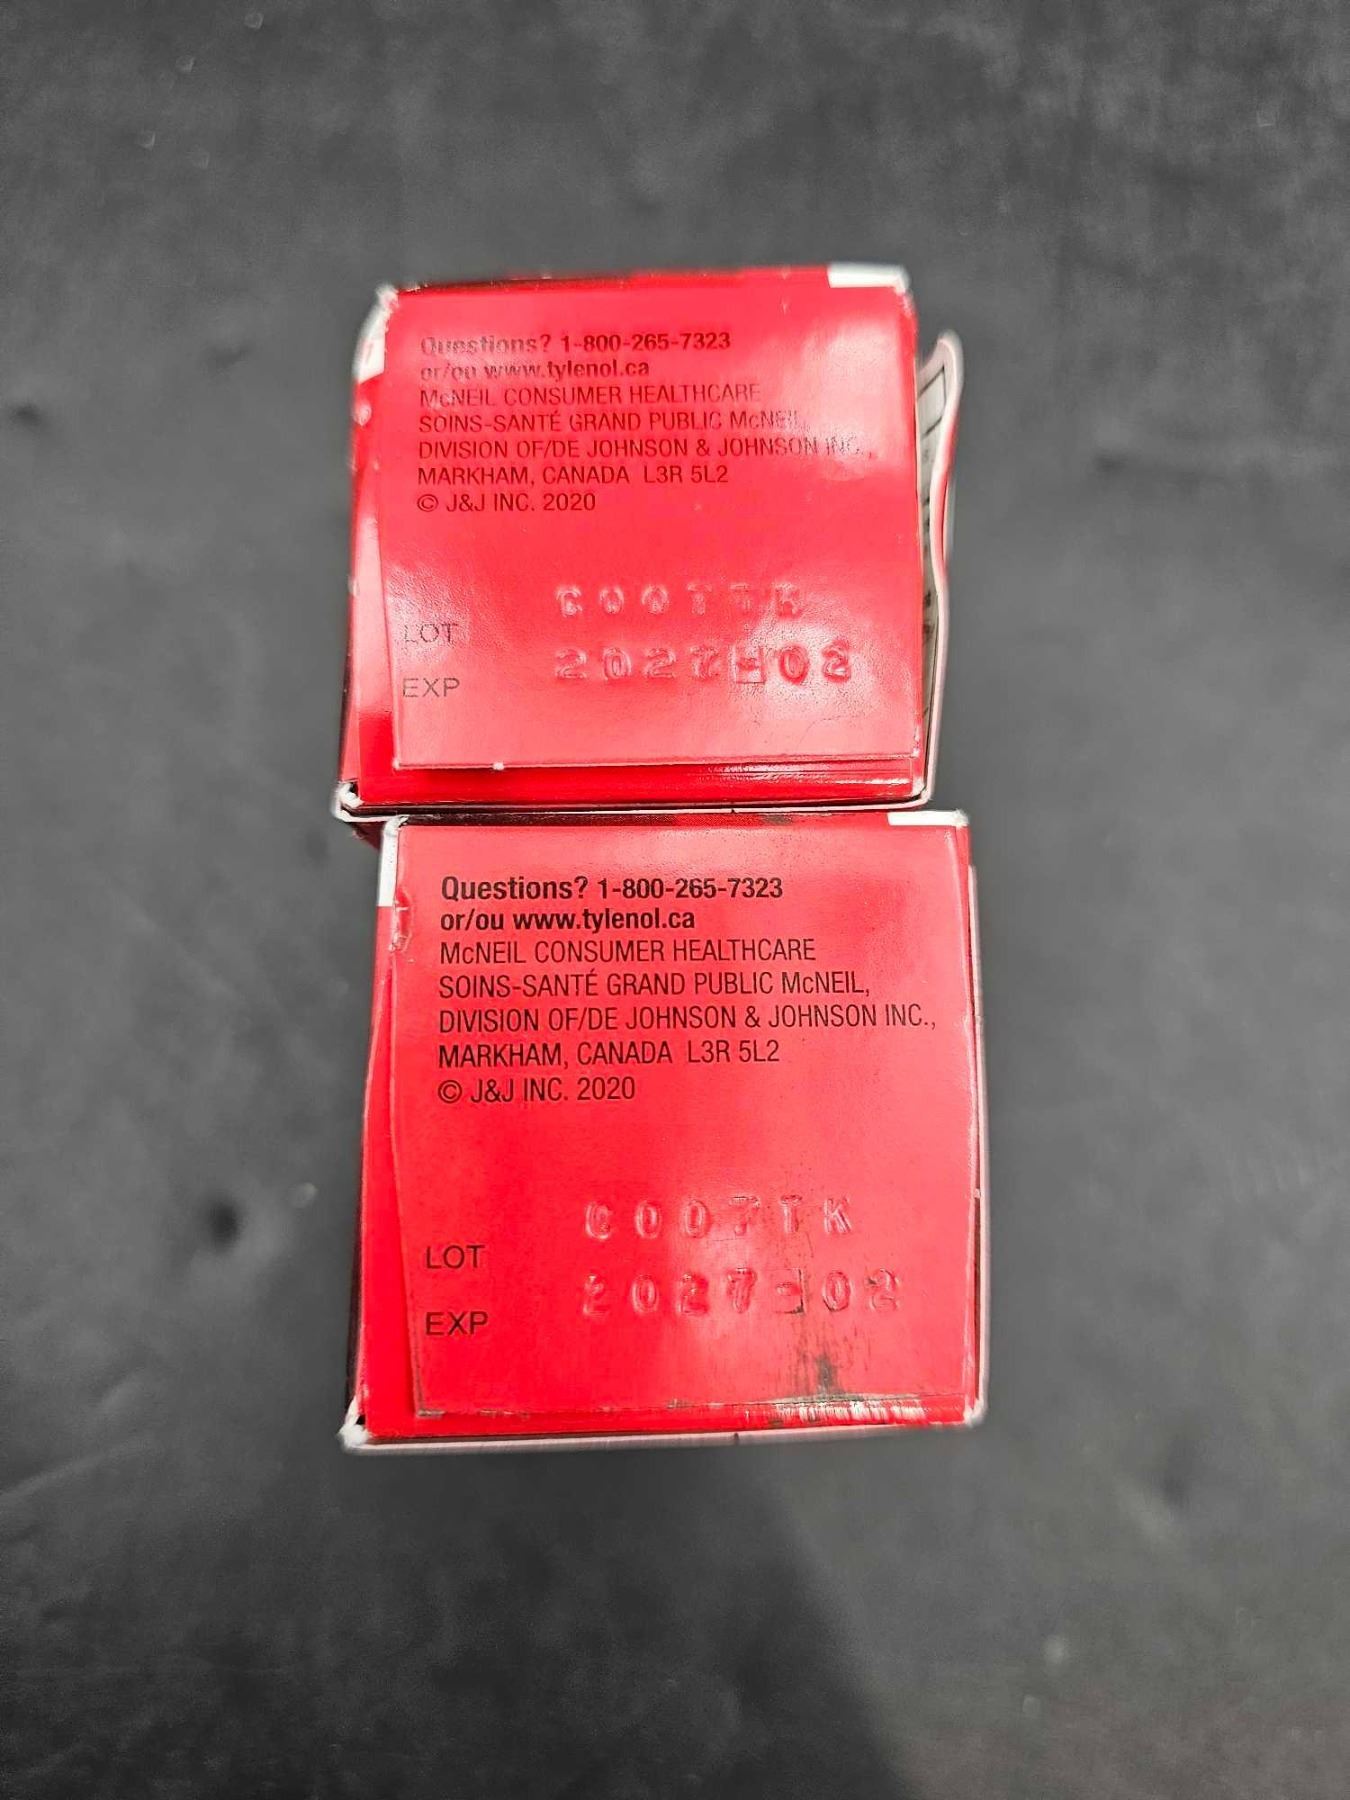 Questions? 1-800-265-7323
or/ou www.tylenol.ca
McNEIL CONSUMER HEALTHCARE
SOINS-SANTÉ GRAND PUBLIC McNEIL,
DIVISION OF/DE JOHNSON & JOHNSON INC.,
MARKHAM, CANADA L3R 5L2
© J&J INC. 2020
LOT C007TK
EXP 2027-02
Questions? 1-800-265-7323
or/ou www.tylenol.ca
McNEIL CONSUMER HEALTHCARE
SOINS-SANTÉ GRAND PUBLIC McNEIL,
DIVISION OF/DE JOHNSON & JOHNSON INC.,
MARKHAM, CANADA L3R 5L2
© J&J INC. 2020
LOT C007TK
EXP 2027-02